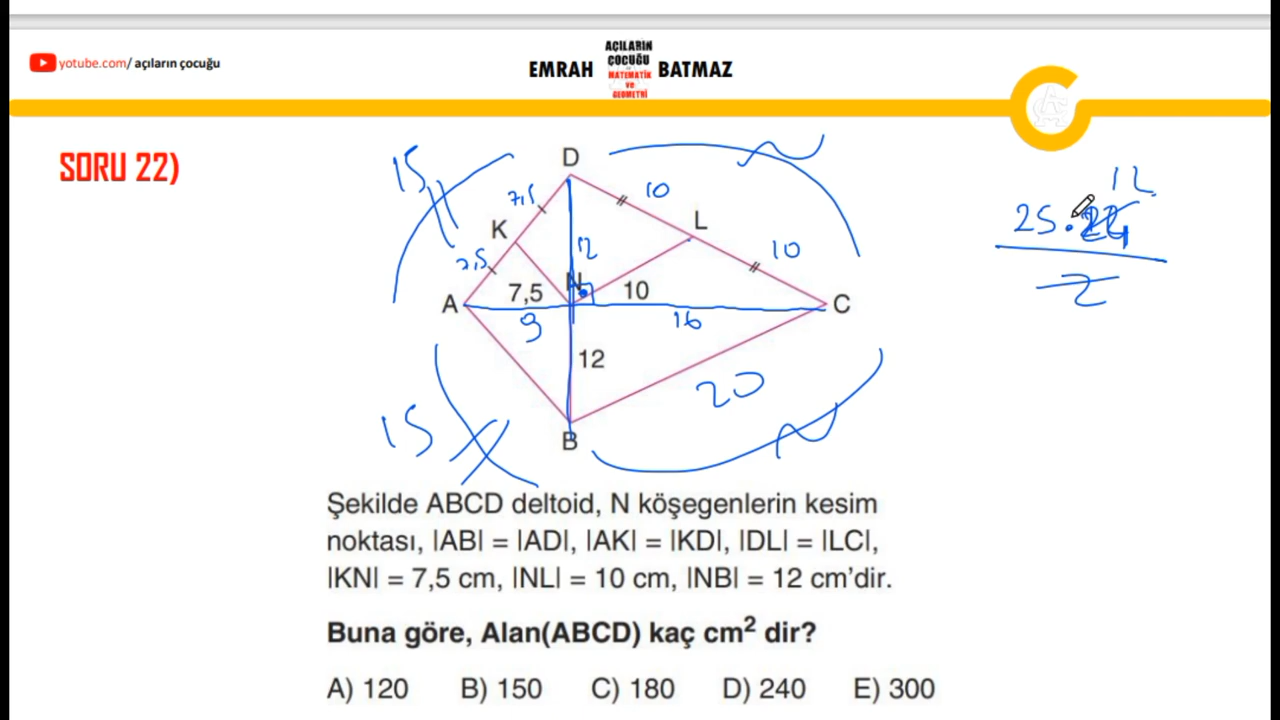 yotube.com/ açıların çocuğu
AÇILARIN
ÇOCUĞU
EMRAH
MATEMATİK
BATMAZ
ve
GEOMETRİ
SORU 22)
15
D
7,5
10
L
K
7,5
12
10
N
A
7,5
10
C
9
16
12
20
15
B
12
25.24
2
Şekilde ABCD deltoid, N köşegenlerin kesim
noktası, |AB| = |AD|, |AK| = |KD|, |DL| = |LC|,
|KN| = 7,5 cm, |NL| = 10 cm, |NB| = 12 cm'dir.
Buna göre, Alan(ABCD) kaç cm² dir?
A) 120 B) 150 C) 180 D) 240 E) 300